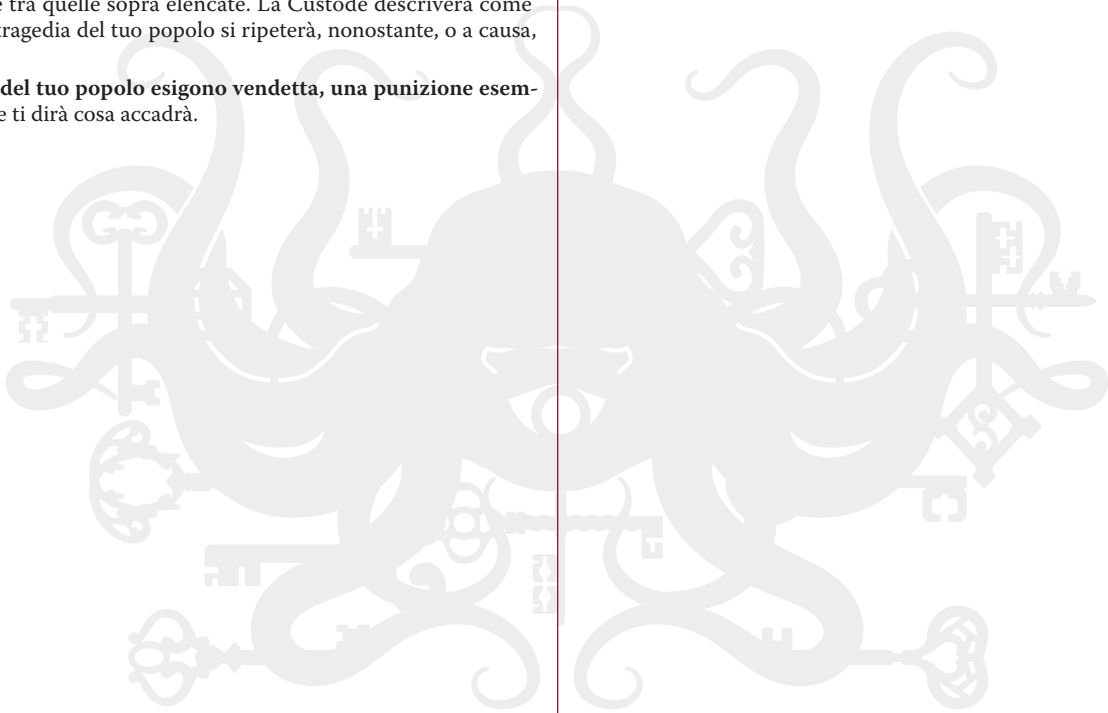 e tra quelle sopra elencate. La Custode descriverà come
tragedia del tuo popolo si ripeterà, nonostante, o a causa,
del tuo popolo esigono vendetta, una punizione esem-
e ti dirà cosa accadrà.